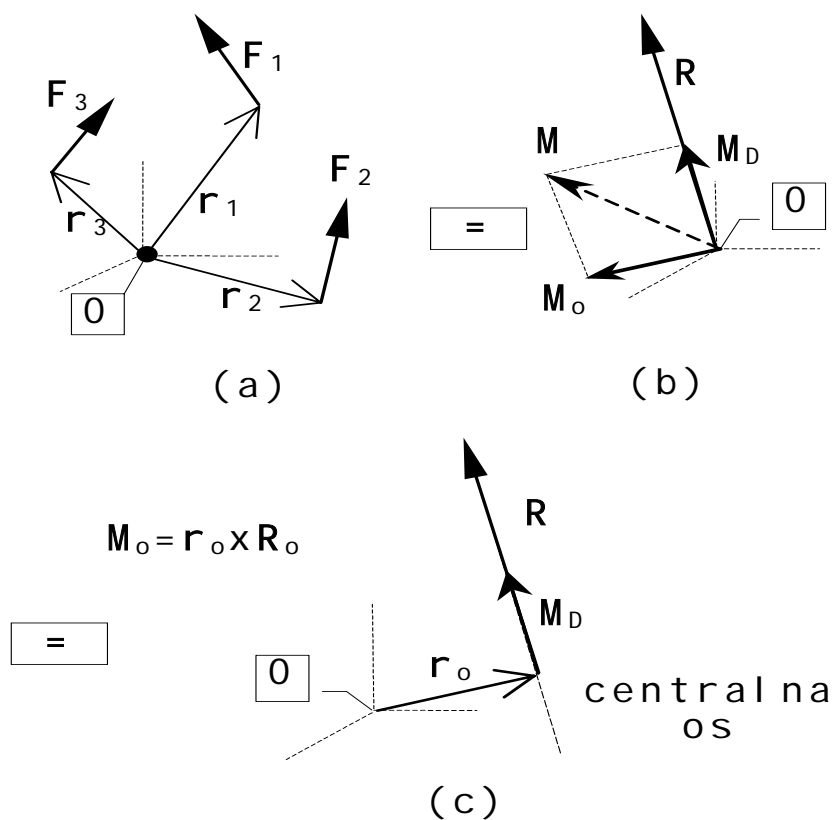 F1
F3
F2
r1
r3
r2
0
(a)
R
M
MD
0
=
Mo
(b)
R
Mo=roxRo
MD
=
0
ro
centralna
os
(c)